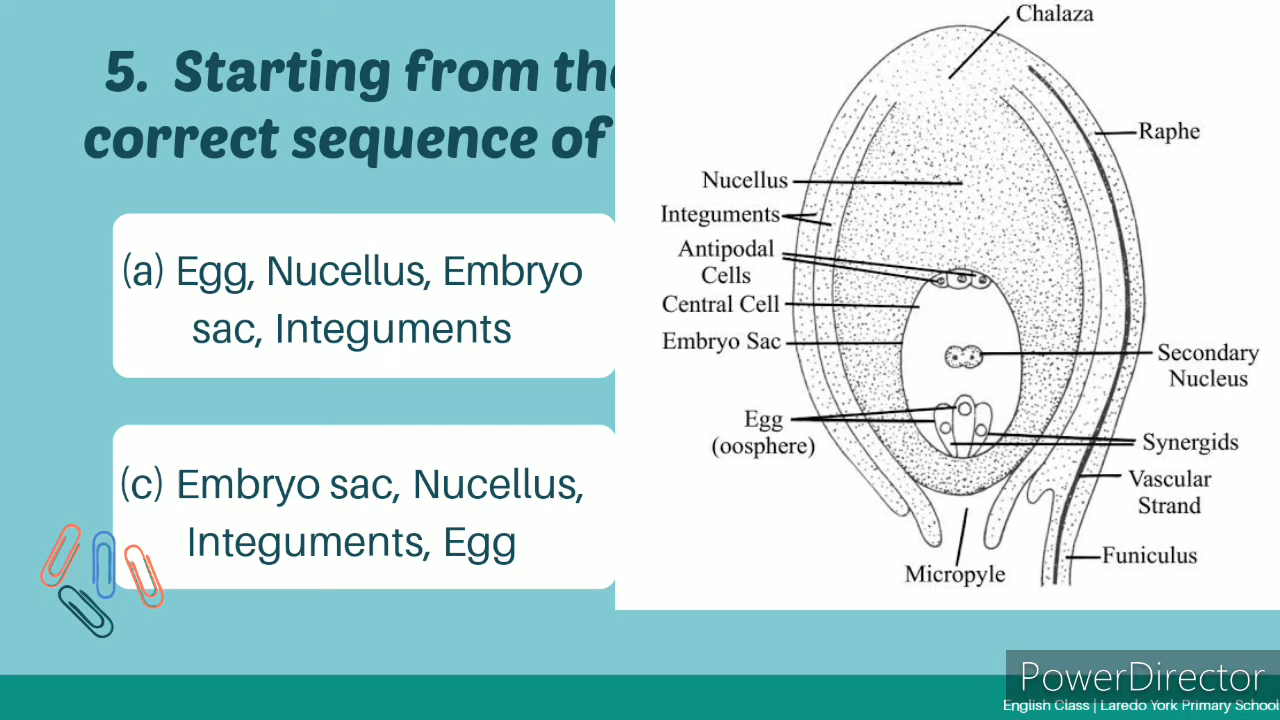 5. Starting from the
correct sequence of
(a) Egg, Nucellus, Embryo
sac, Integuments
(c) Embryo sac, Nucellus,
Integuments, Egg
Chalaza
Raphe
Nucellus
Integuments
Antipodal
Cells
Central Cell
Embryo Sac
Secondary
Nucleus
Egg
(oosphere)
Synergids
Vascular
Strand
Funiculus
Micropyle
PowerDirector
English Class | Laredo York Primary School